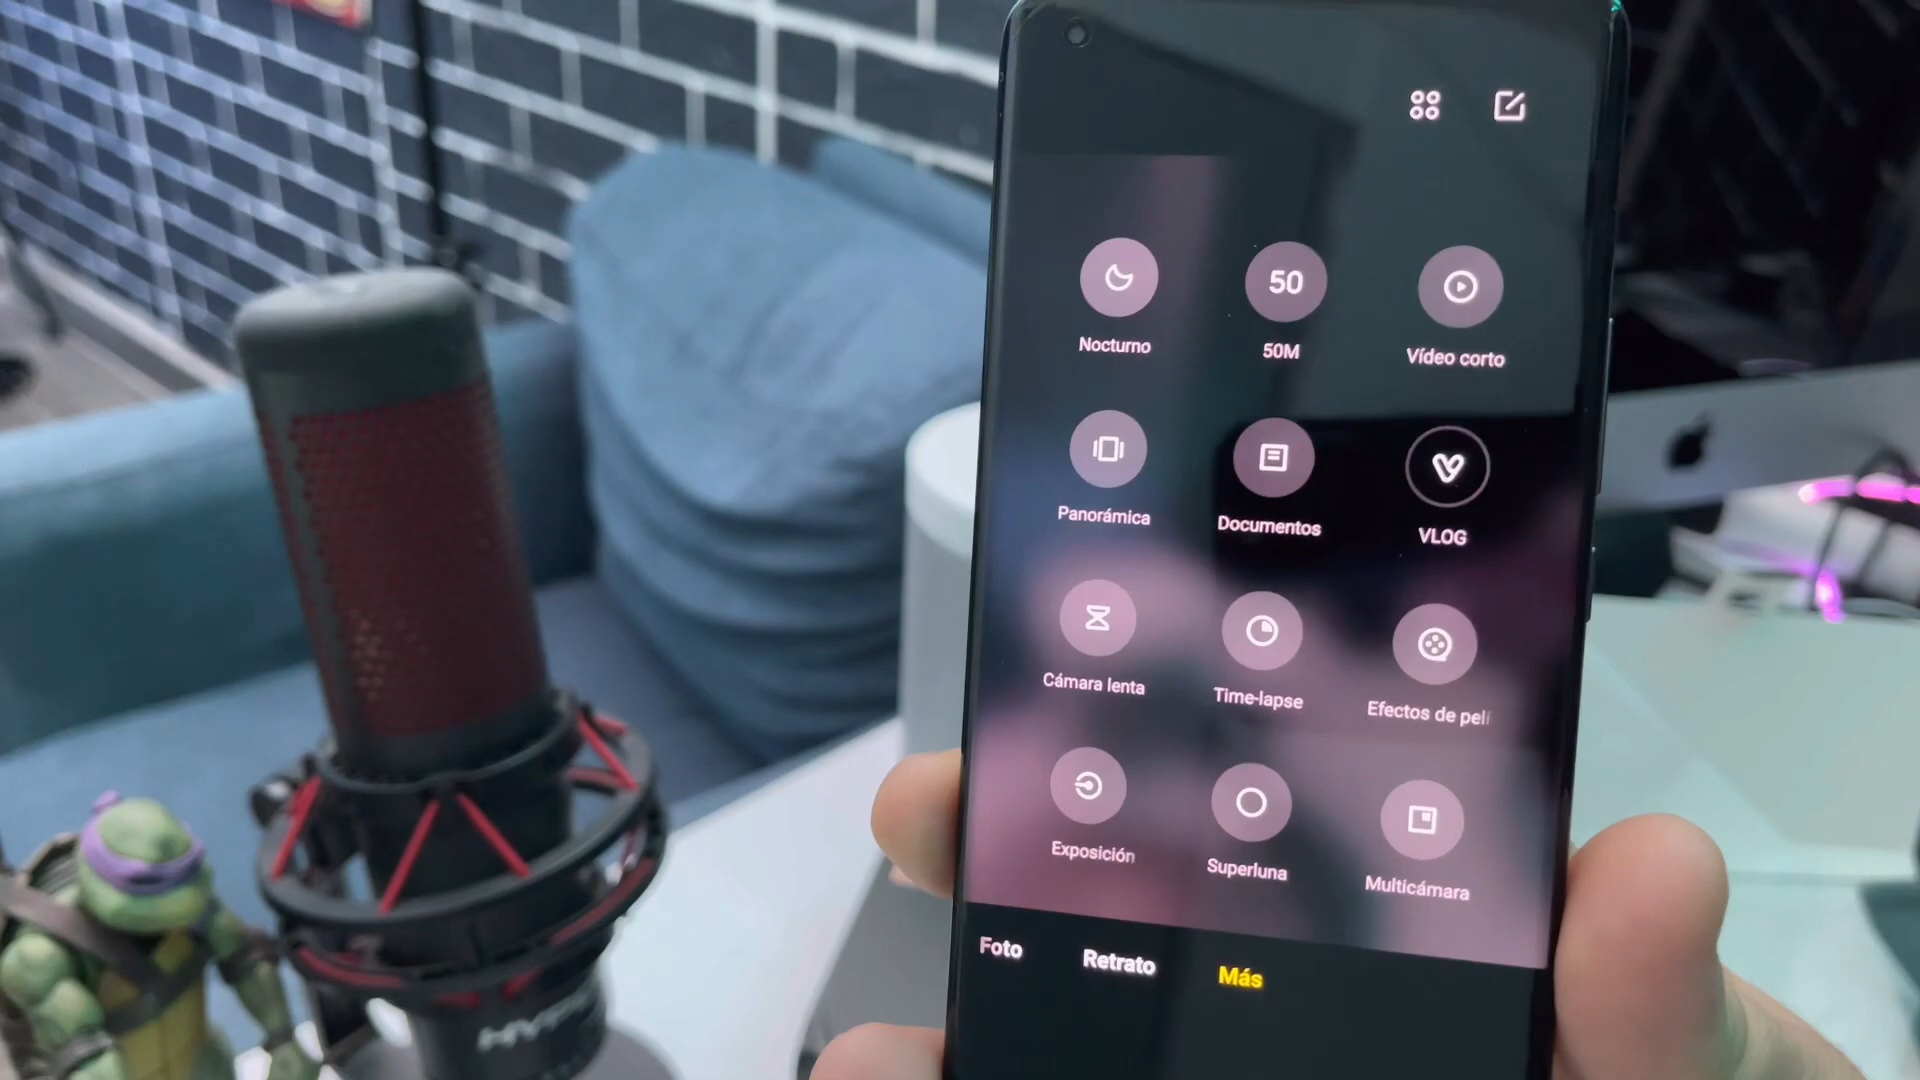 50
Nocturno
50M
Vídeo corto
Panorámica
Documentos
VLOG
Cámara lenta
Time-lapse
Efectos de pelí
Exposición
Superluna
Multicámara
Foto
Retrato
Más